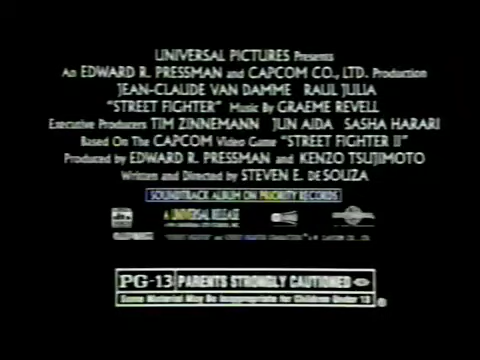 UNIVERSAL PICTURES Presents
An EDWARD R. PRESSMAN and CAPCOM CO., LTD. Production
JEAN-CLAUDE VAN DAMME RAUL JULIA
"STREET FIGHTER" Music By GRAEME REVELL
Executive Producers TIM ZINNEMANN JUN AIDA SASHA HARARI
Based On The CAPCOM Video Game "STREET FIGHTER II"
Produced by EDWARD R. PRESSMAN and KENZO TSUJIMOTO
Written and Directed by STEVEN E. DE SOUZA
SOUNDTRACK ALBUM ON PRIORITY RECORDS
dts A UNIVERSAL RELEASE
PG-13 PARENTS STRONGLY CAUTIONED
Some Material May Be Inappropriate for Children Under 13
®